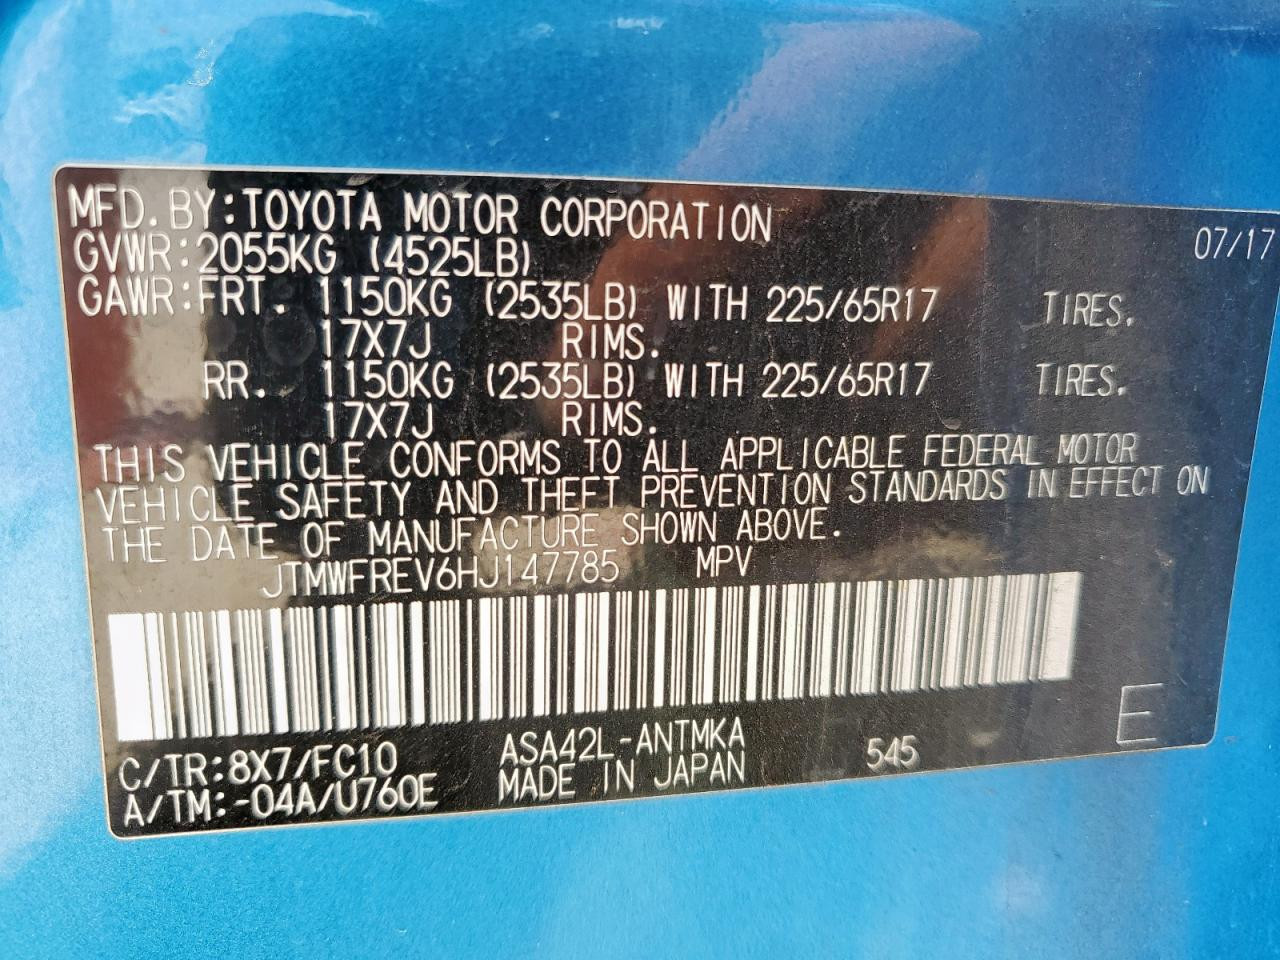 MFD. BY:TOYOTA MOTOR CORPORATION 07/17
GVWR:2055KG (4525LB)
GAWR:FRT. 1150KG (2535LB) WITH 225/65R17 TIRES.
17X7J RIMS.
RR. 1150KG (2535LB) WITH 225/65R17 TIRES.
17X7J RIMS.
THIS VEHICLE CONFORMS TO ALL APPLICABLE FEDERAL MOTOR
VEHICLE SAFETY AND THEFT PREVENTION STANDARDS IN EFFECT ON
THE DATE OF MANUFACTURE SHOWN ABOVE.
JTMWFREV6HJ147785 MPV
C/TR:8X7/FC10 ASA42L-ANTMKA 545 E
A/TM:-04A/U760E MADE IN JAPAN